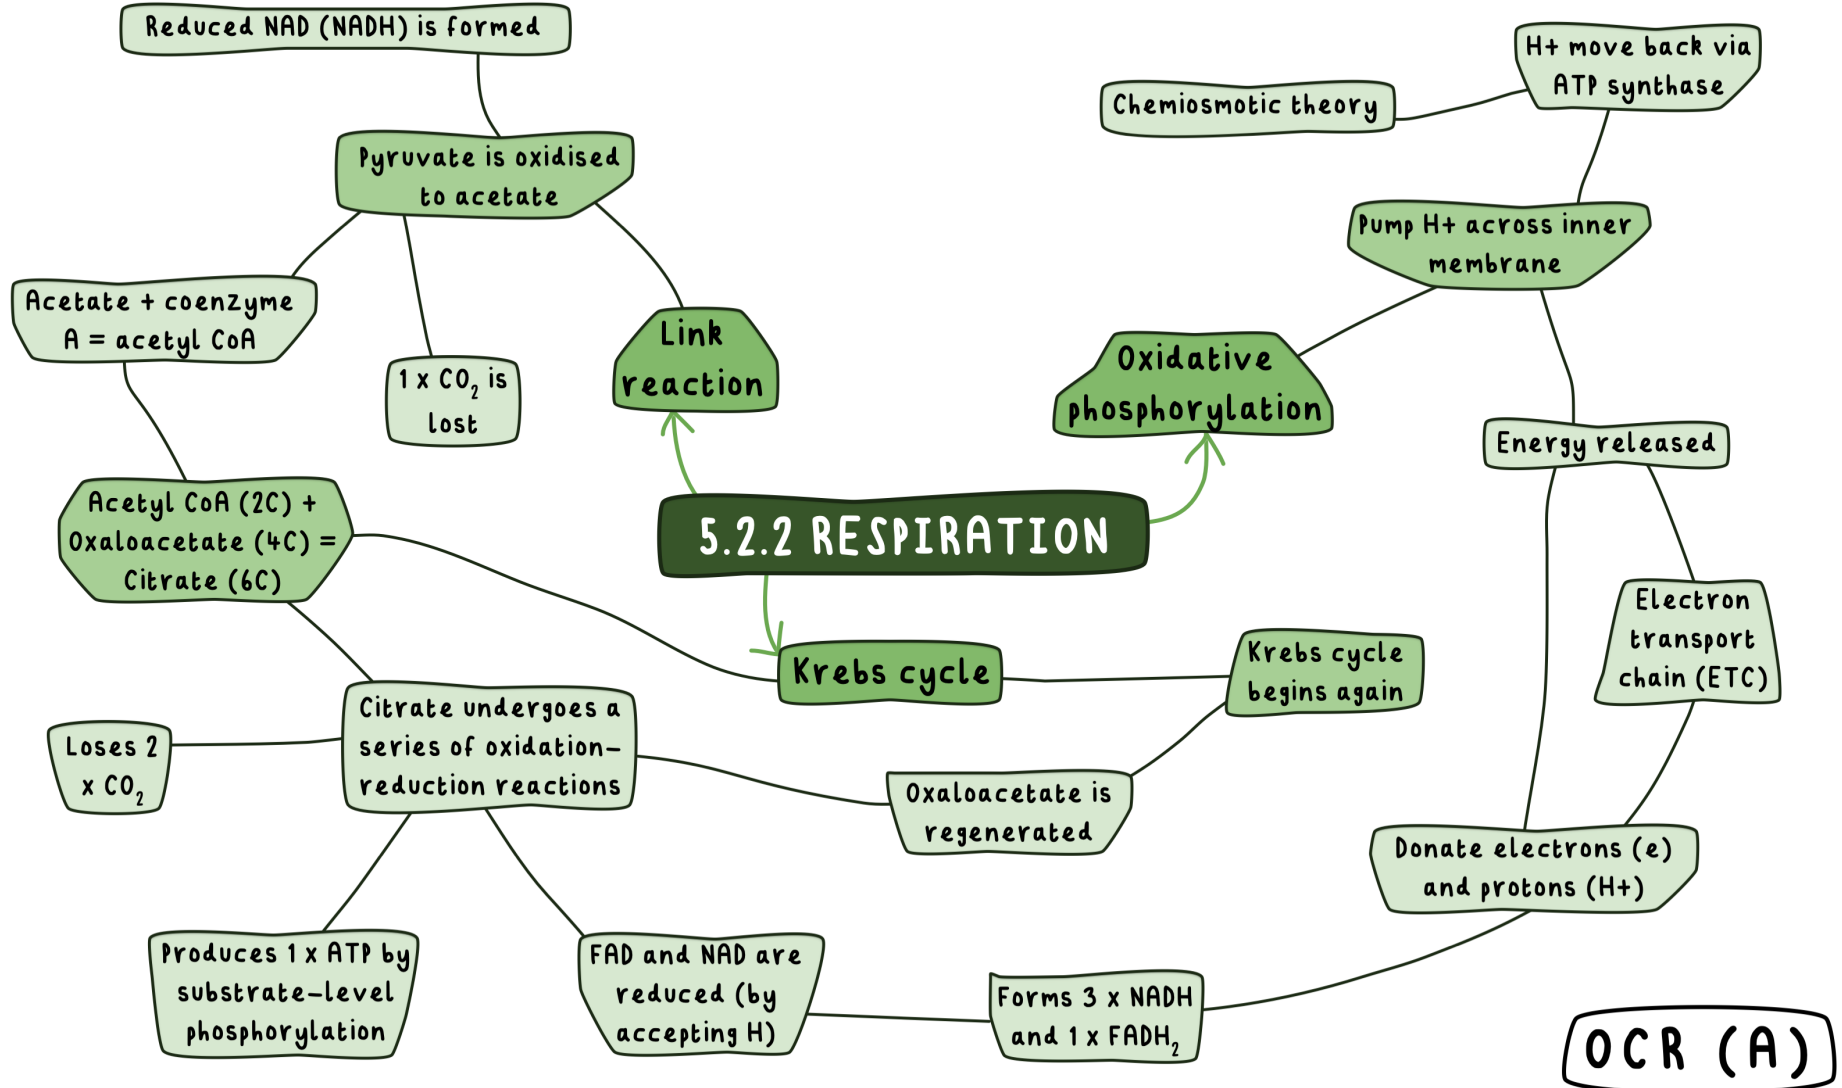 Reduced NAD (NADH) is formed
Pyruvate is oxidised
to acetate
Acetate + coenzyme
A = acetyl CoA
1 x CO₂ is
lost
Link
reaction
Acetyl CoA (2C) +
Oxaloacetate (4C) =
Citrate (6C)
5.2.2 RESPIRATION
Chemiosmotic theory
H+ move back via
ATP synthase
Pump H+ across inner
membrane
Oxidative
phosphorylation
Energy released
Electron
transport
chain (ETC)
Donate electrons (e)
and protons (H+)
Krebs cycle
Krebs cycle
begins again
Citrate undergoes a
series of oxidation-
reduction reactions
Loses 2
x CO₂
Oxaloacetate is
regenerated
Produces 1 x ATP by
substrate-level
phosphorylation
FAD and NAD are
reduced (by
accepting H)
Forms 3 x NADH
and 1 x FADH₂
OCR (A)